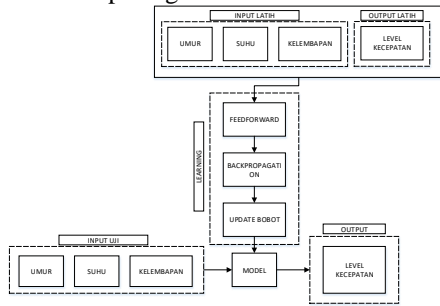 INPUT LATIH
OUTPUT LATIH
UMUR
SUHU
KELEMBAPAN
LEVEL
KECEPATAN
LEARNING
FEEDFORWARD
BACKPROPAGATI
ON
UPDATE BOBOT
INPUT UJI
OUTPUT
UMUR
SUHU
KELEMBAPAN
MODEL
LEVEL
KECEPATAN